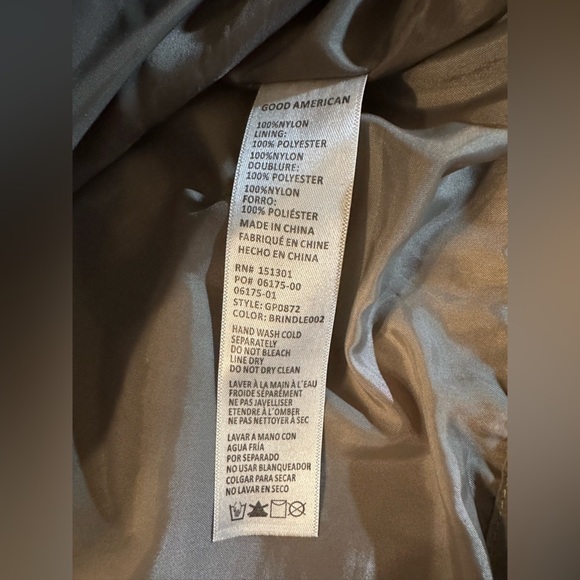 GOOD AMERICAN
100%NYLON
LINING:
100% POLYESTER
100%NYLON
DOUBLURE:
100% POLYESTER
100%NYLON
FORRO:
100% POLIÉSTER
MADE IN CHINA
FABRIQUÉ EN CHINE
HECHO EN CHINA
RN# 151301
PO# 06175-00
06175-01
STYLE: GP0872
COLOR: BRINDLE002
HAND WASH COLD
SEPARATELY
DO NOT BLEACH
LINE DRY
DO NOT DRY CLEAN
LAVER À LA MAIN À L'EAU
FROIDE SÉPARÉMENT
NE PAS JAVELLISER
ETENDRE À L'OMBER
NE PAS NETTOYER À SEC
LAVAR A MANO CON
AGUA FRÍA
POR SEPARADO
NO USAR BLANQUEADOR
COLGAR PARA SECAR
NO LAVAR EN SECO